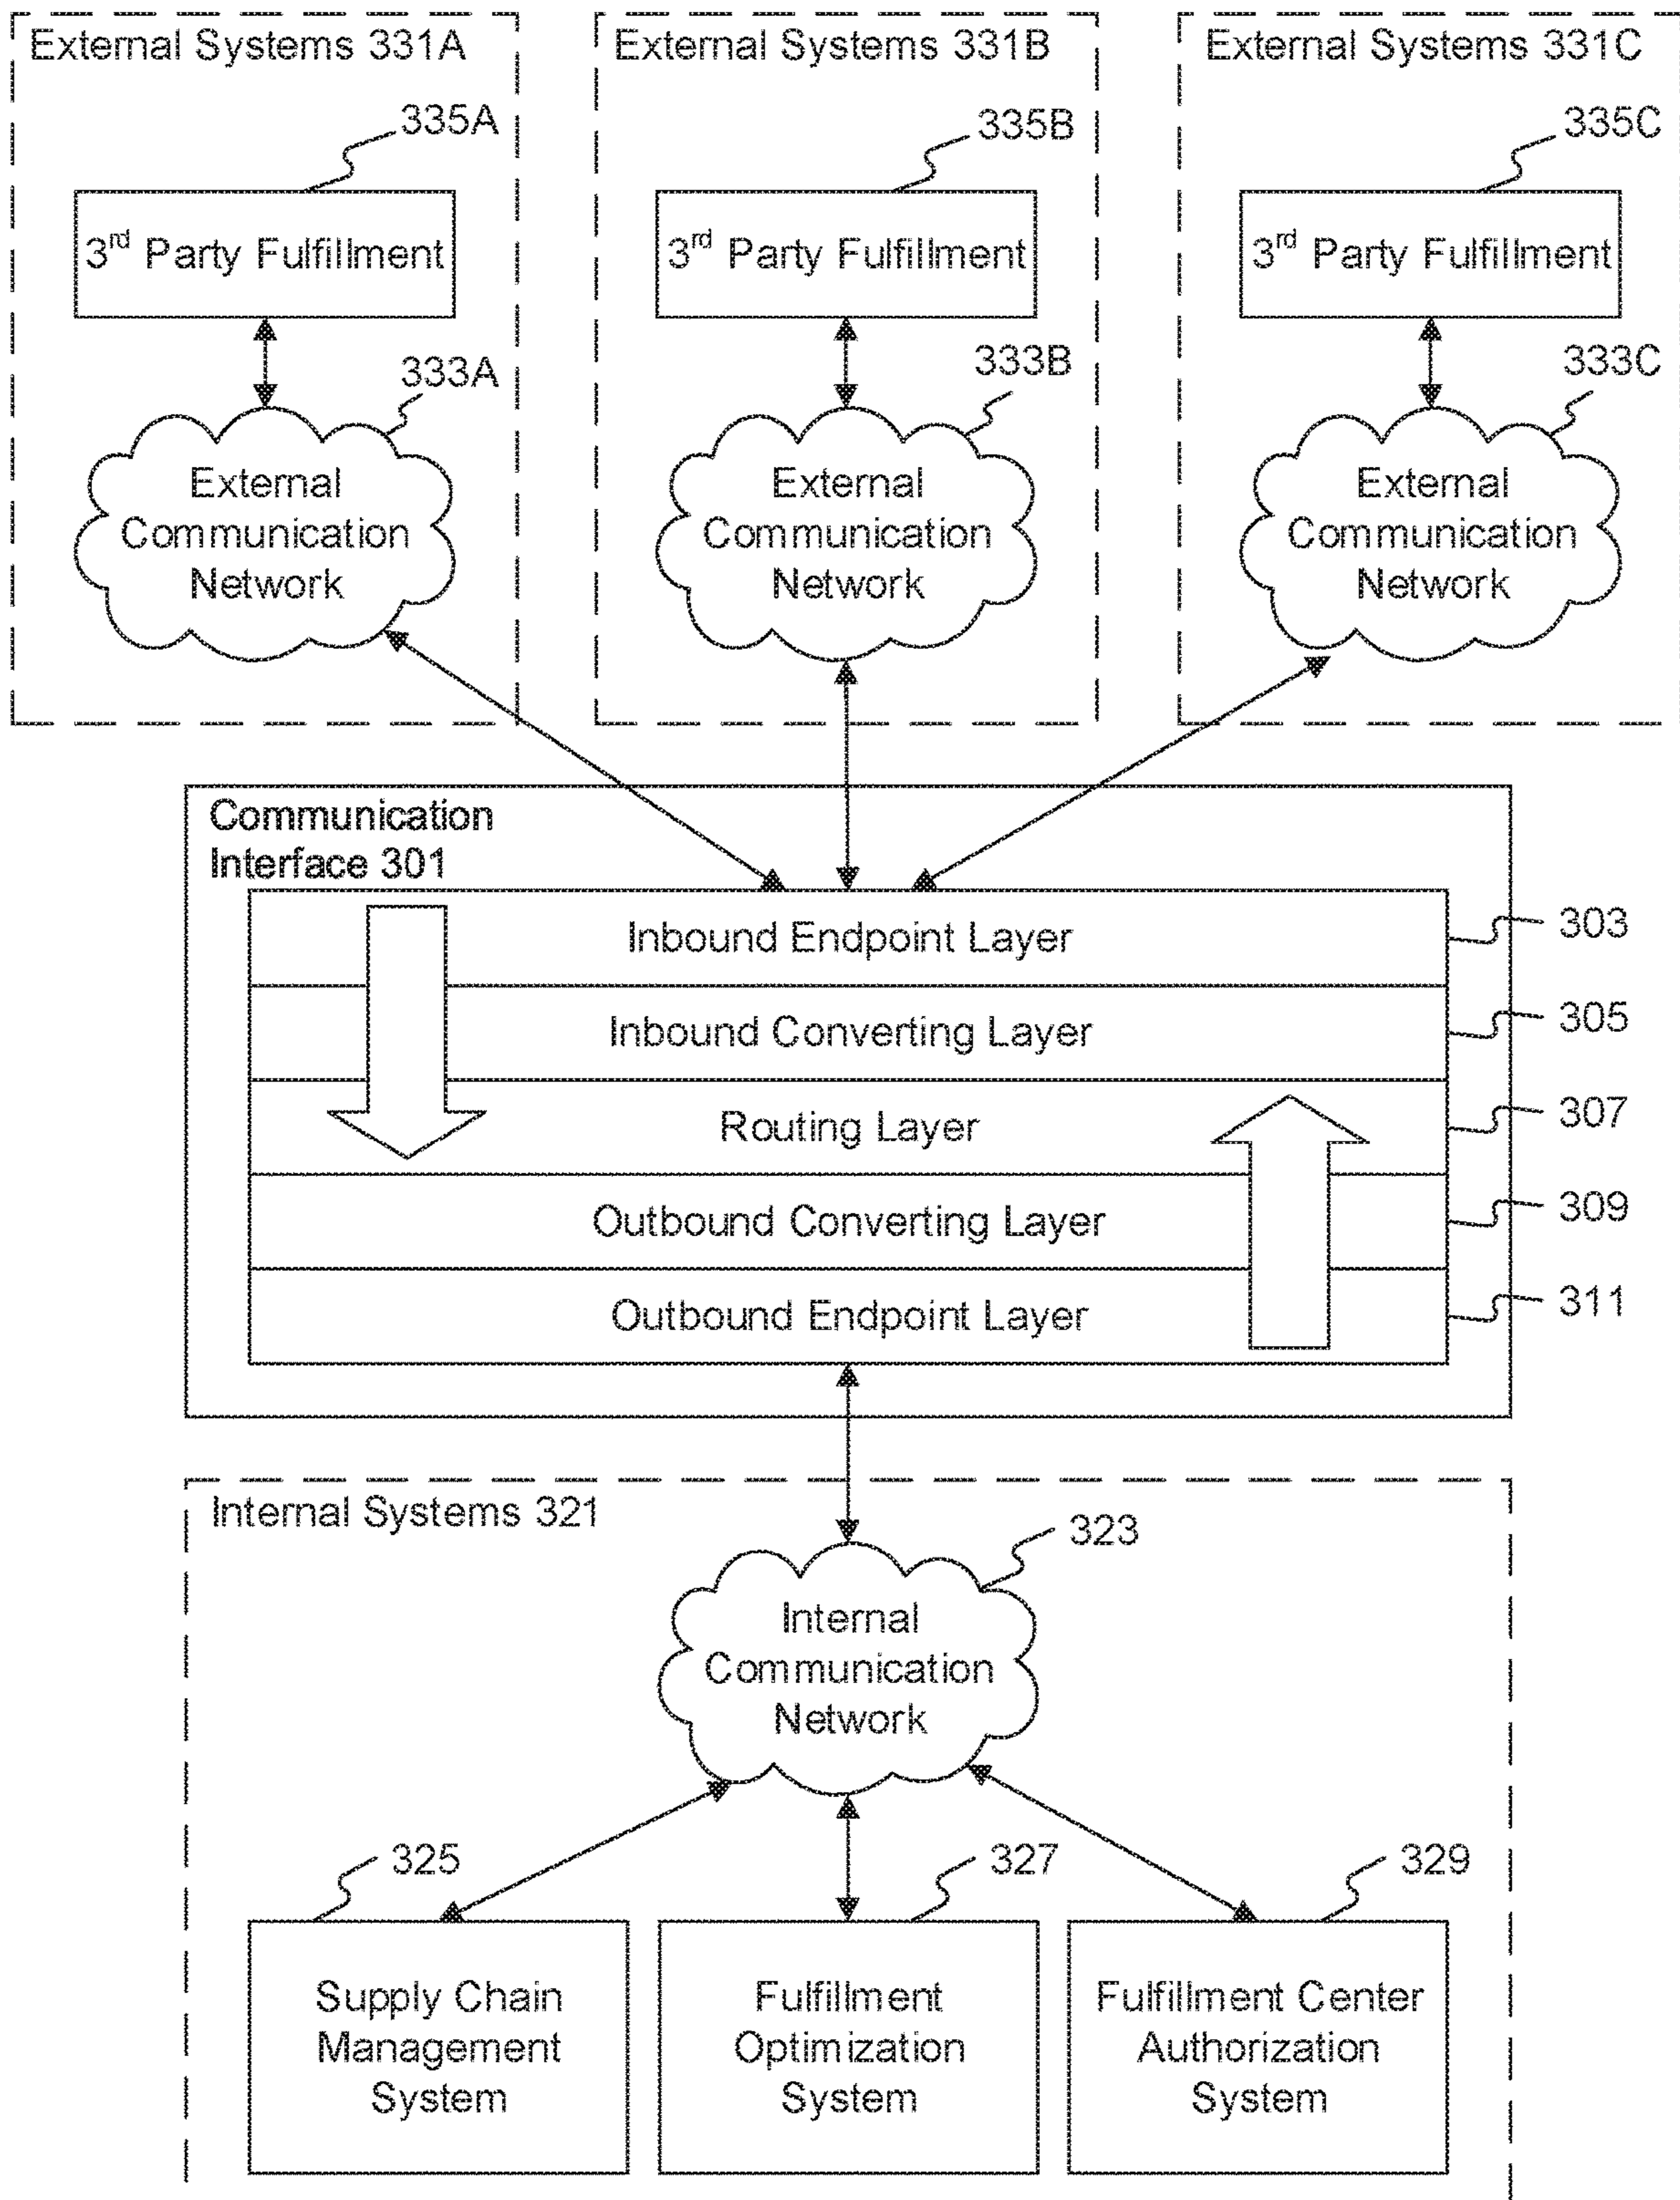 External Systems 331A
External Systems 331B
External Systems 331C
335A
335B
335C
3rd Party Fulfillment
3rd Party Fulfillment
3rd Party Fulfillment
333A
333B
333C
External
Communication
Network
External
Communication
Network
External
Communication
Network
Communication
Interface 301
Inbound Endpoint Layer
303
Inbound Converting Layer
305
Routing Layer
307
Outbound Converting Layer
309
Outbound Endpoint Layer
311
Internal Systems 321
323
Internal
Communication
Network
325
327
329
Supply Chain
Management
System
Fulfillment
Optimization
System
Fulfillment Center
Authorization
System